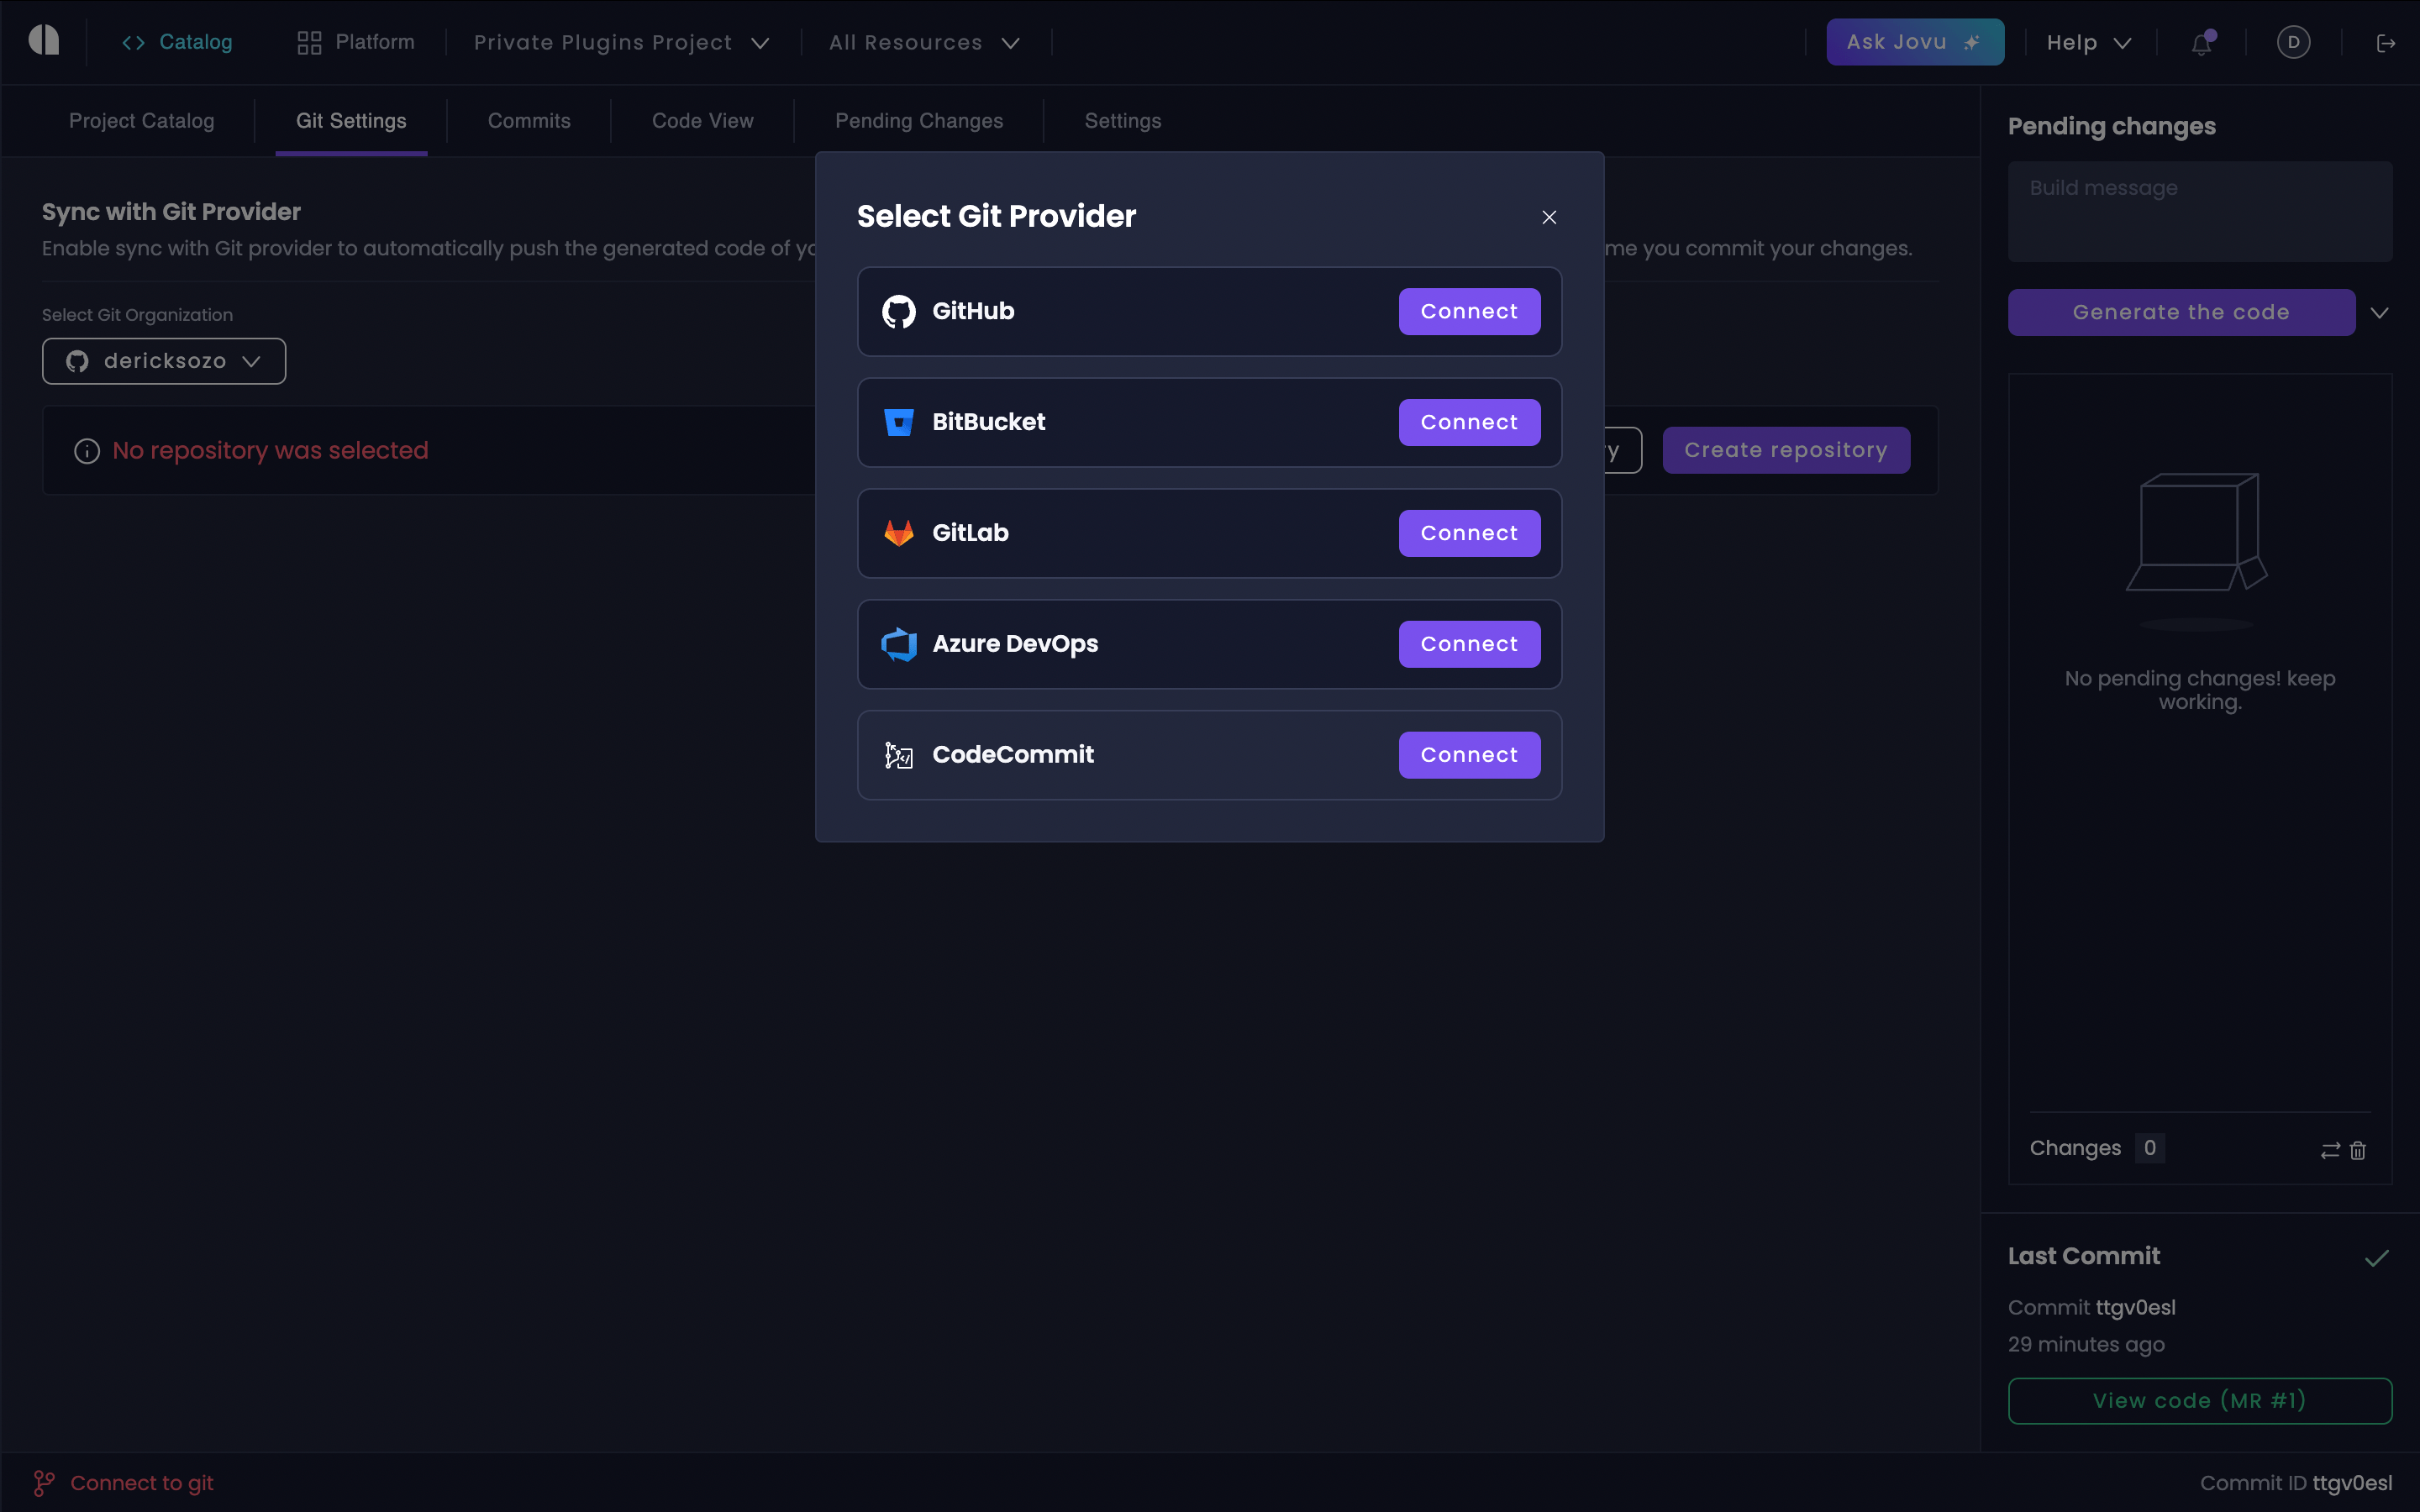 Catalog
Platform
Private Plugins Project
All Resources
Ask Jovu
Help
D
Project Catalog
Git Settings
Commits
Code View
Pending Changes
Settings
Sync with Git Provider
Enable sync with Git provider to automatically push the generated code of yo
me you commit your changes.
Select Git Organization
dericksozo
No repository was selected
ry
Create repository
Select Git Provider
GitHub
Connect
BitBucket
Connect
GitLab
Connect
Azure DevOps
Connect
CodeCommit
Connect
Pending changes
Build message
Generate the code
No pending changes! keep
working.
Changes 0
Last Commit
Commit ttgv0esl
29 minutes ago
View code (MR #1)
Connect to git
Commit ID ttgv0esl